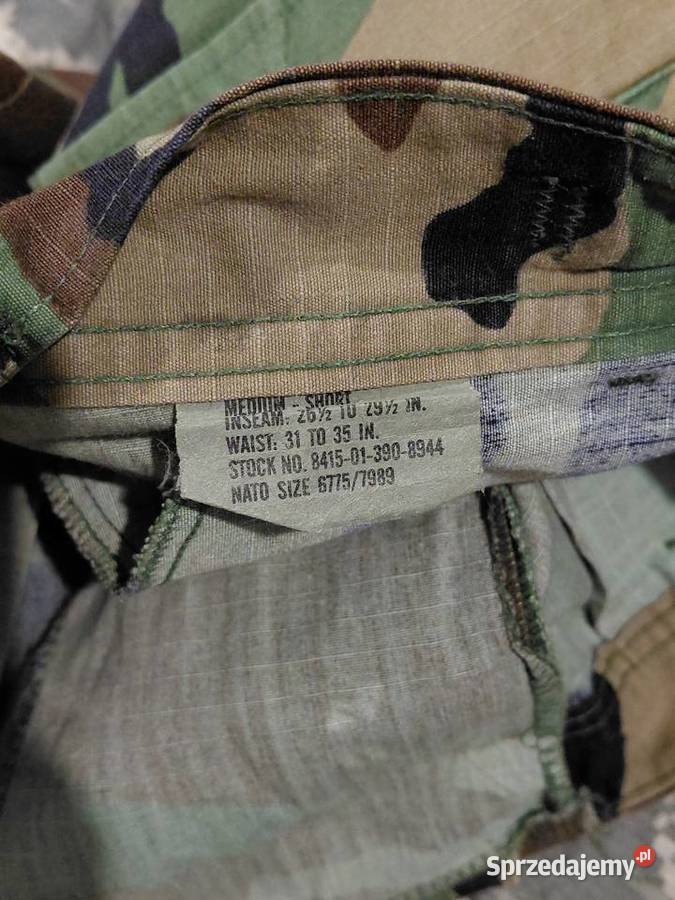 MEDIUM - SHORT
INSEAM: 26½ TO 29½ IN.
WAIST: 31 TO 35 IN.
STOCK NO. 8415-01-390-8944
NATO SIZE 6775/7989
Sprzedajemy.pl